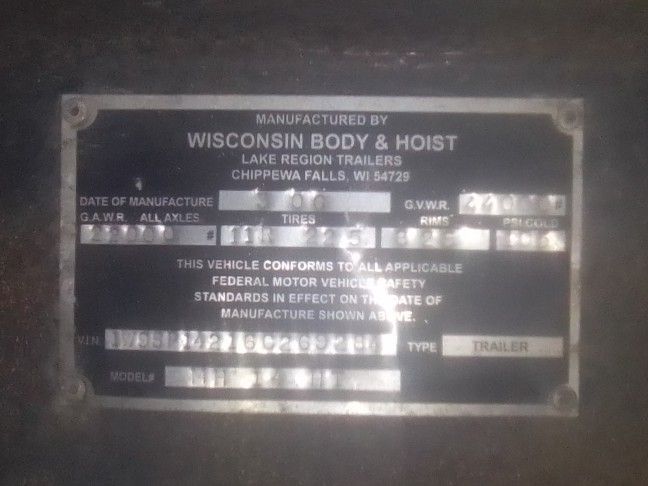 MANUFACTURED BY
WISCONSIN BODY & HOIST
LAKE REGION TRAILERS
CHIPPEWA FALLS, WI 54729
DATE OF MANUFACTURE G.V.W.R. #
G.A.W.R. ALL AXLES TIRES RIMS PSI COLD
# 22.5
THIS VEHICLE CONFORMS TO ALL APPLICABLE
FEDERAL MOTOR VEHICLE SAFETY
STANDARDS IN EFFECT ON THE DATE OF
MANUFACTURE SHOWN ABOVE.
V.I.N. TYPE TRAILER
MODEL#